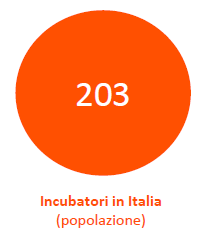 203
Incubatori in Italia
(popolazione)